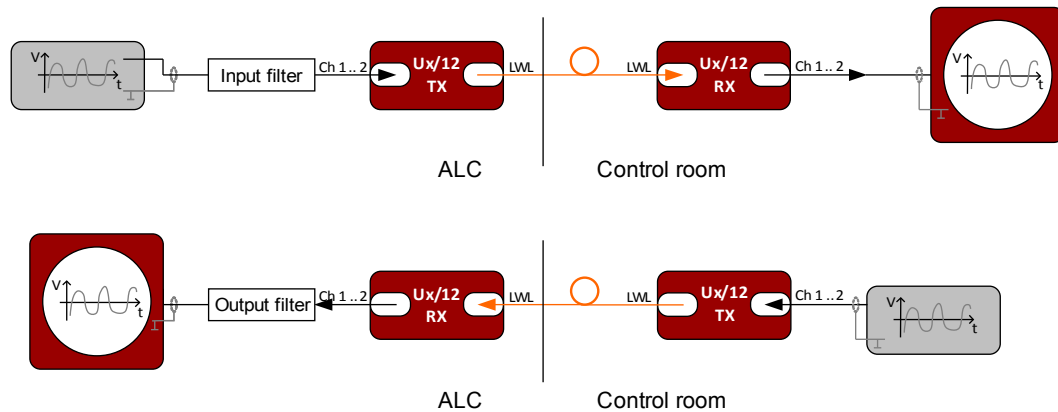 V
t
Input filter
Ch 1 .. 2
Ux/12
TX
LWL
LWL
Ux/12
RX
Ch 1 .. 2
V
t
ALC
Control room
V
t
Output filter
Ch 1 .. 2
Ux/12
RX
LWL
LWL
Ux/12
TX
Ch 1 .. 2
V
t
ALC
Control room